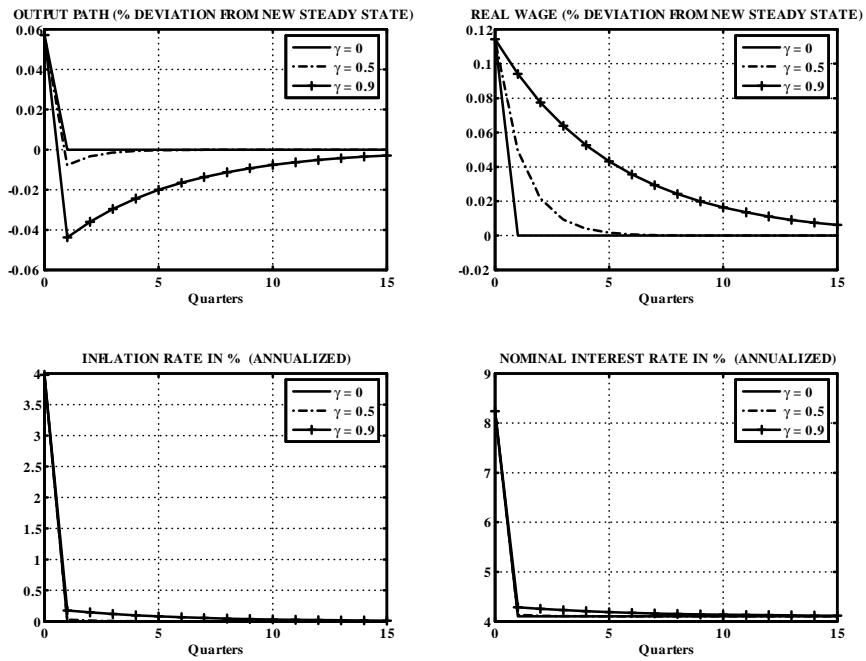 OUTPUT PATH (% DEVIATION FROM NEW STEADY STATE)
0.06
0.04
0.02
0
-0.02
-0.04
-0.06
0
5
10
15
Quarters
γ = 0
γ = 0.5
γ = 0.9
REAL WAGE (% DEVIATION FROM NEW STEADY STATE)
0.12
0.1
0.08
0.06
0.04
0.02
0
-0.02
0
5
10
15
Quarters
γ = 0
γ = 0.5
γ = 0.9
INFLATION RATE IN % (ANNUALIZED)
4
3.5
3
2.5
2
1.5
1
0.5
0
0
5
10
15
Quarters
γ = 0
γ = 0.5
γ = 0.9
NOMINAL INTEREST RATE IN % (ANNUALIZED)
9
8
7
6
5
4
0
5
10
15
Quarters
γ = 0
γ = 0.5
γ = 0.9